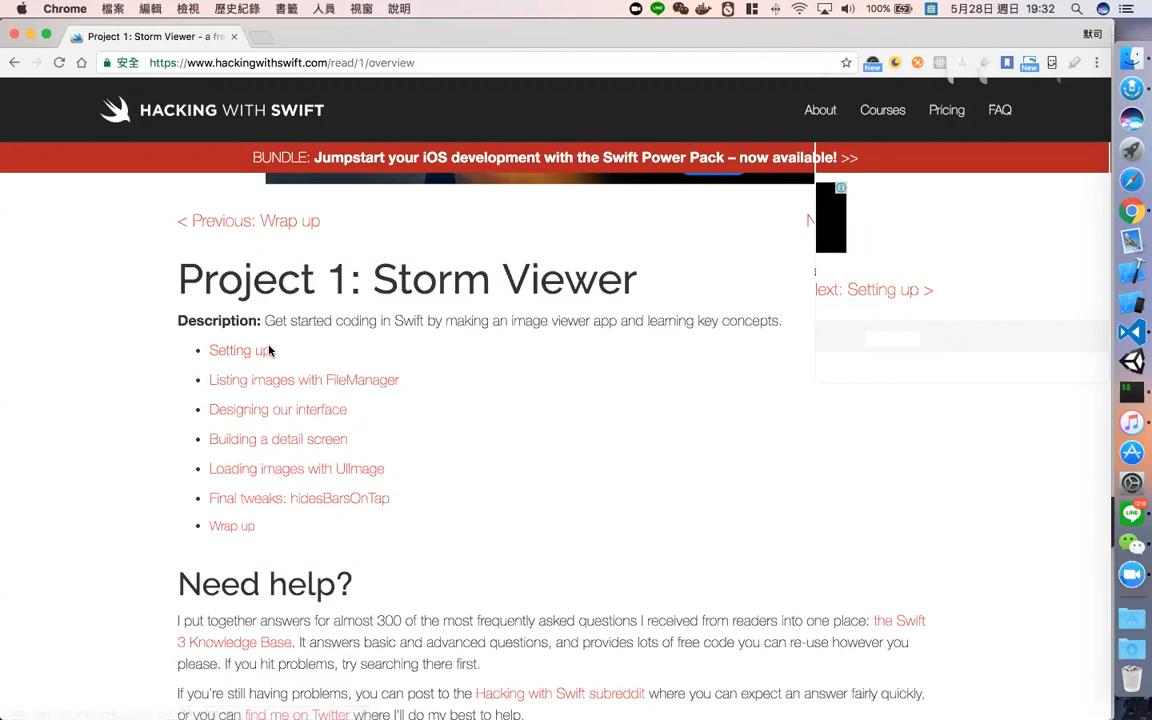 Chrome 檔案 編輯 檢視 歷史紀錄 書籤 人員 視窗 說明 100% 5月28日 週日 19:32
Project 1: Storm Viewer - a fre 默司
安全 https://www.hackingwithswift.com/read/1/overview New New
HACKING WITH SWIFT About Courses Pricing FAQ
BUNDLE: Jumpstart your iOS development with the Swift Power Pack – now available! >>
< Previous: Wrap up N
ext: Setting up >
Project 1: Storm Viewer
Description: Get started coding in Swift by making an image viewer app and learning key concepts.
Setting up
Listing images with FileManager
Designing our interface
Building a detail screen
Loading images with UIImage
Final tweaks: hidesBarsOnTap
Wrap up
Need help?
I put together answers for almost 300 of the most frequently asked questions I received from readers into one place: the Swift
3 Knowledge Base. It answers basic and advanced questions, and provides lots of free code you can re-use however you
please. If you hit problems, try searching there first.
If you're still having problems, you can post to the Hacking with Swift subreddit where you can expect an answer fairly quickly,
or you can find me on Twitter where I'll do my best to help.
1219